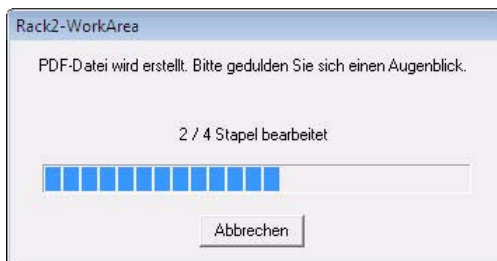 Rack2-WorkArea
PDF-Datei wird erstellt. Bitte gedulden Sie sich einen Augenblick.
2 / 4 Stapel bearbeitet
Abbrechen